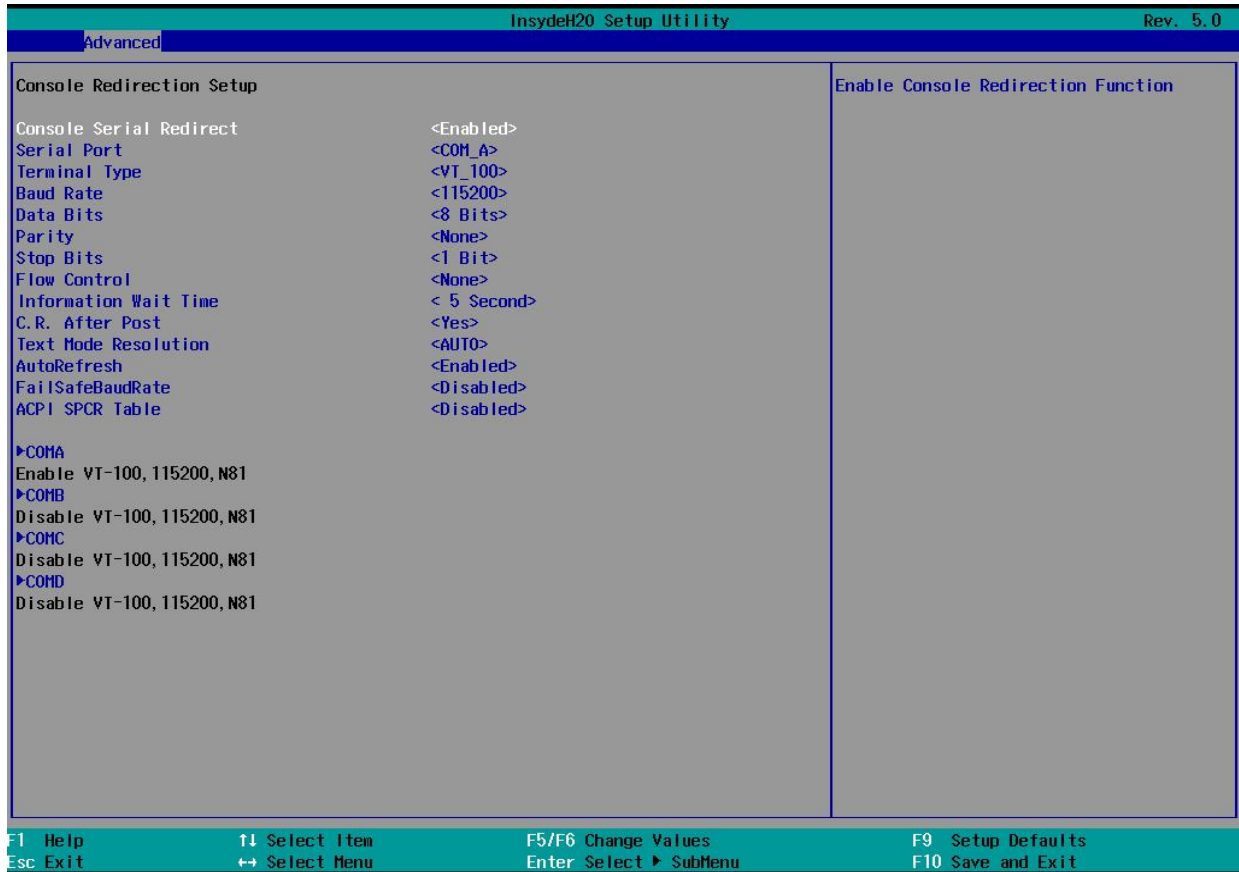 InsydeH20 Setup Utility Rev. 5.0
Advanced
Console Redirection Setup
Enable Console Redirection Function
Console Serial Redirect <Enabled>
Serial Port <COM_A>
Terminal Type <VT_100>
Baud Rate <115200>
Data Bits <8 Bits>
Parity <None>
Stop Bits <1 Bit>
Flow Control <None>
Information Wait Time < 5 Second>
C.R. After Post <Yes>
Text Mode Resolution <AUTO>
AutoRefresh <Enabled>
FailSafeBaudRate <Disabled>
ACPI SPCR Table <Disabled>
►COMA
Enable VT-100,115200,N81
►COMB
Disable VT-100,115200,N81
►COMC
Disable VT-100,115200,N81
►COMD
Disable VT-100,115200,N81
F1 Help ↑↓ Select Item F5/F6 Change Values F9 Setup Defaults
Esc Exit ←→ Select Menu Enter Select ► SubMenu F10 Save and Exit